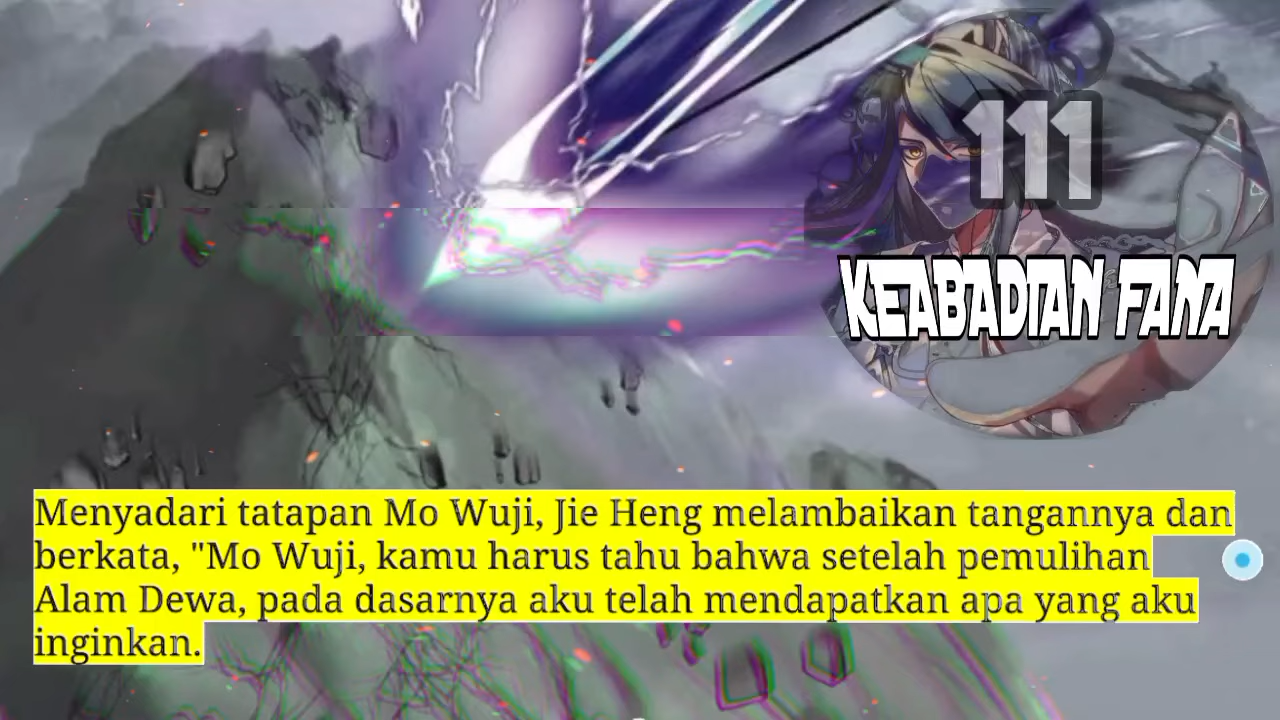 111
KEABADIAN FANA
Menyadari tatapan Mo Wuji, Jie Heng melambaikan tangannya dan
berkata, "Mo Wuji, kamu harus tahu bahwa setelah pemulihan
Alam Dewa, pada dasarnya aku telah mendapatkan apa yang aku
inginkan.